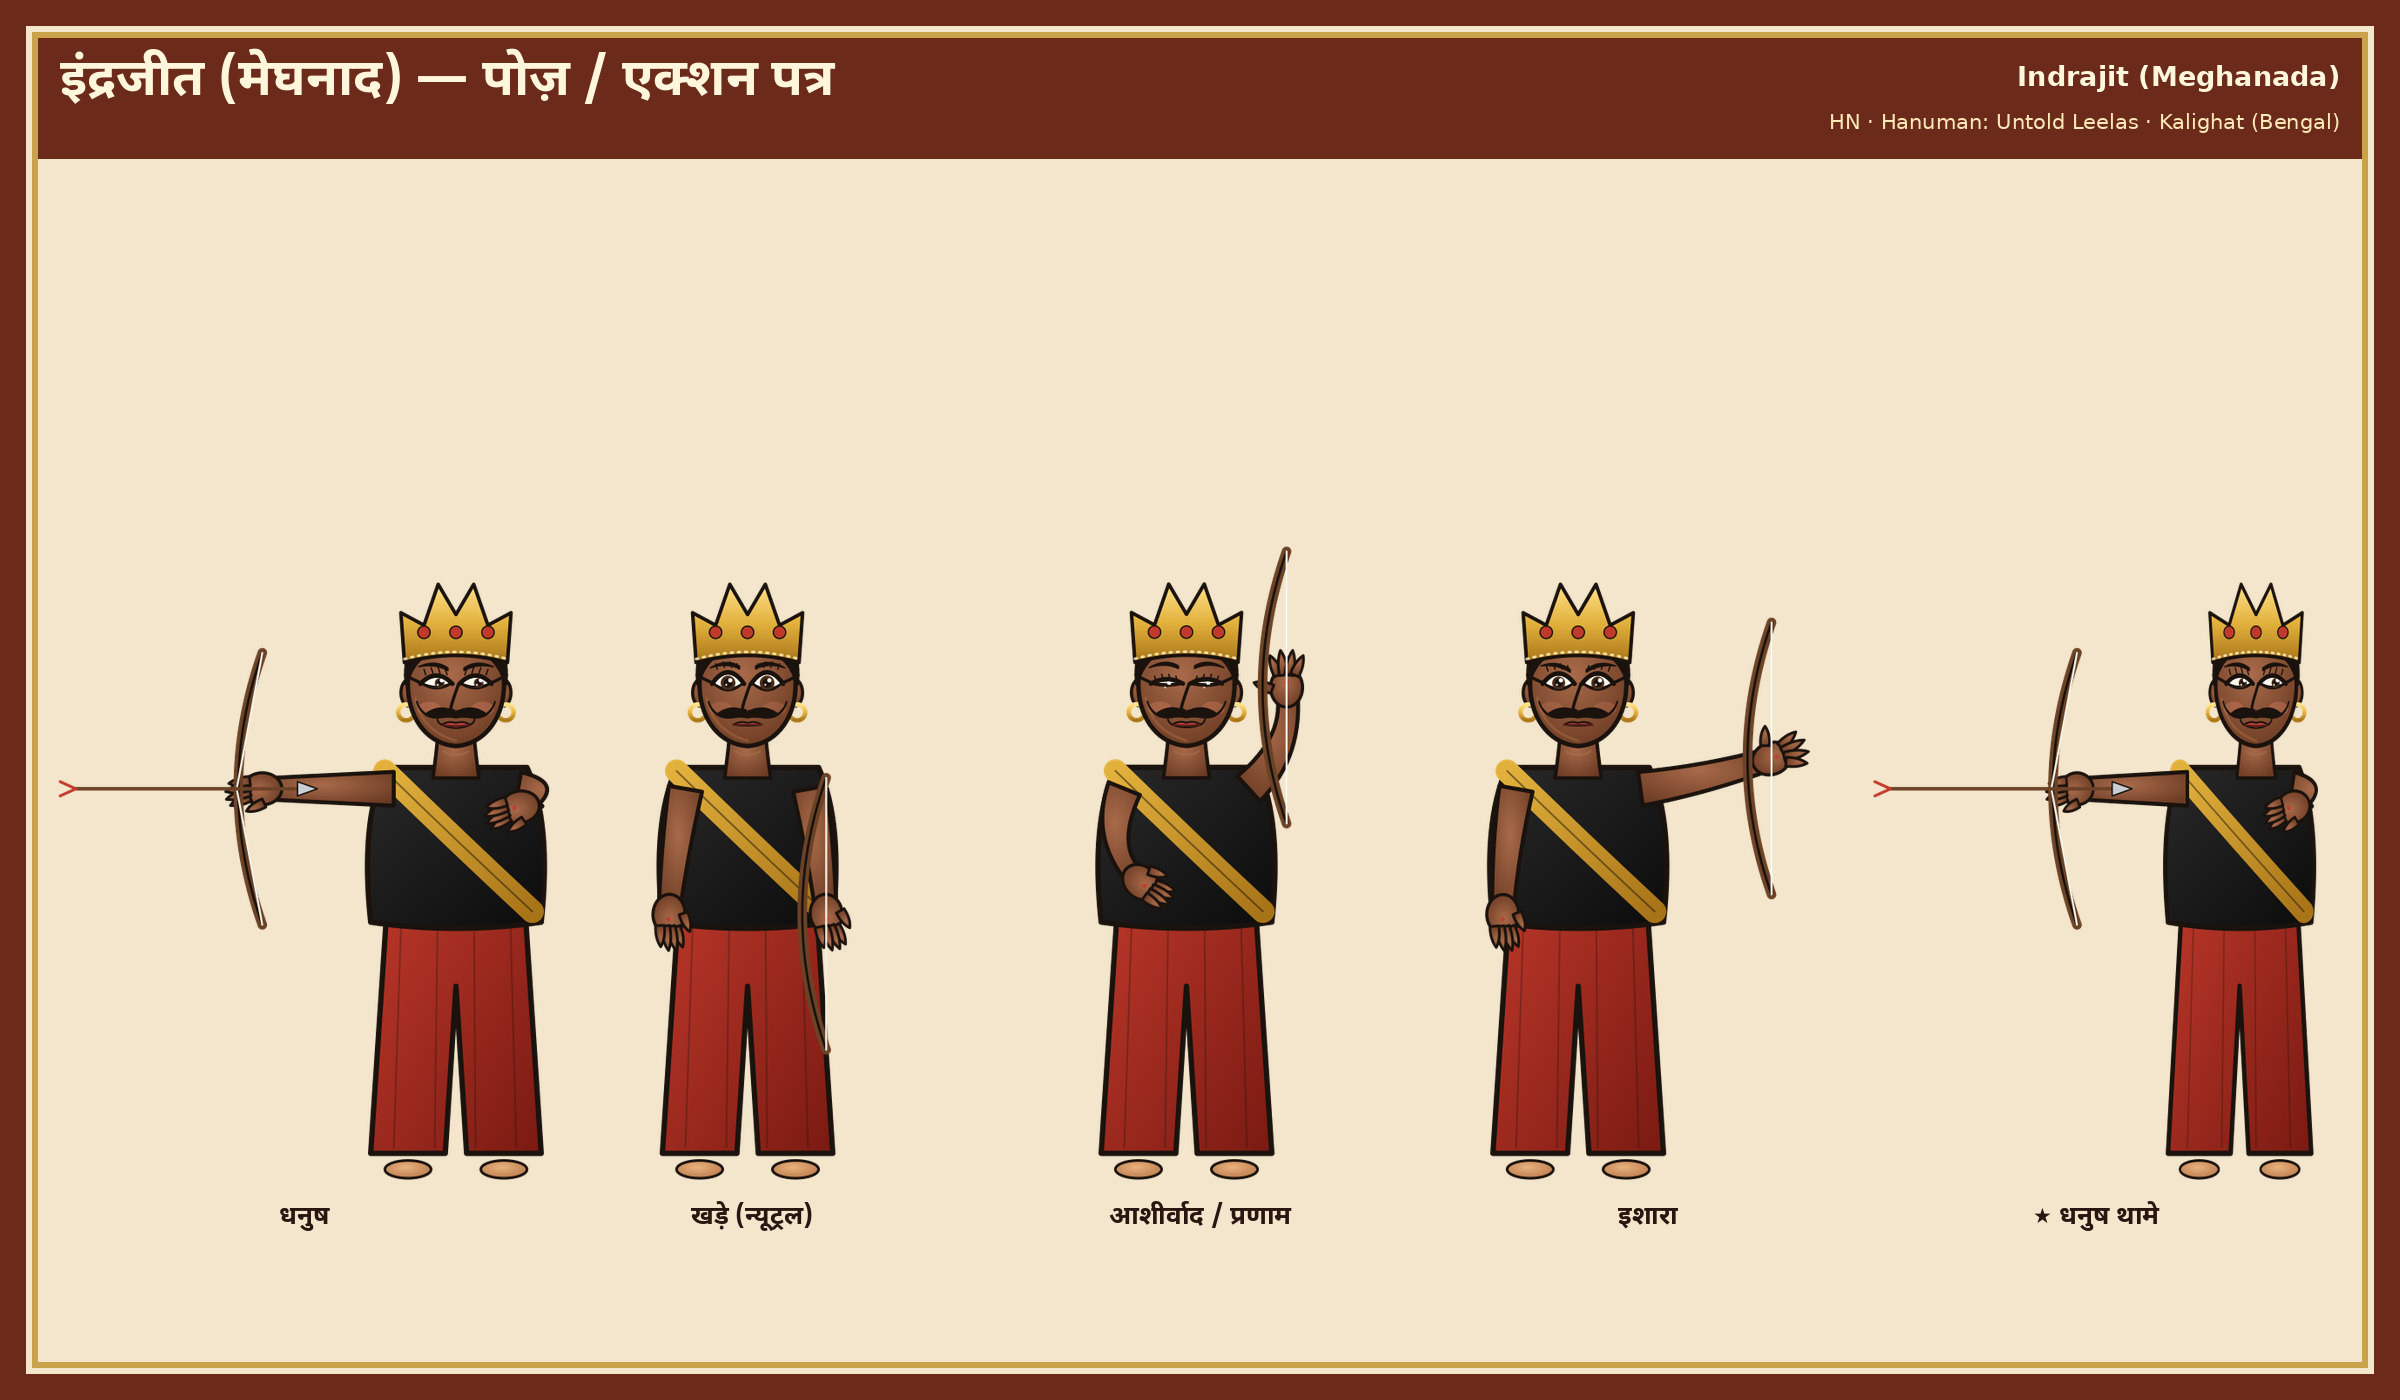 इंद्रजीत (मेघनाद) — पोज़ / एक्शन पत्र
Indrajit (Meghanada)
HN · Hanuman: Untold Leelas · Kalighat (Bengal)
धनुष
खड़े (न्यूट्रल)
आशीर्वाद / प्रणाम
इशारा
★ धनुष थामे